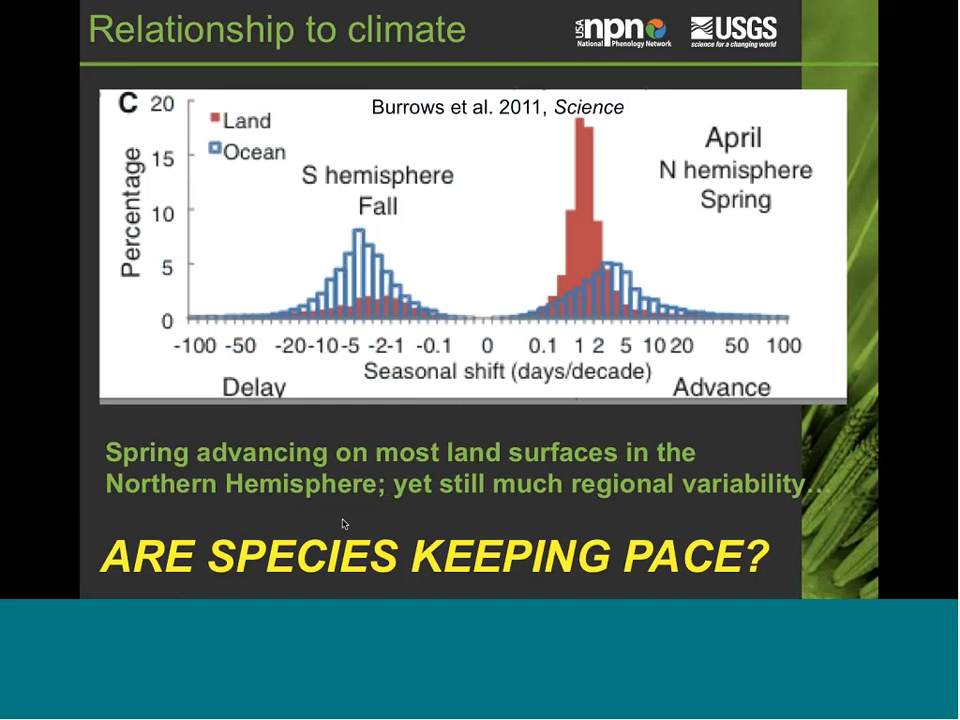 Relationship to climate
USA npn
National Phenology Network
USGS
science for a changing world
C
Burrows et al. 2011, Science
Land
Ocean
S hemisphere
Fall
April
N hemisphere
Spring
Percentage
20
15
10
5
0
-100 -50 -20 -10 -5 -2 -1 -0.1 0 0.1 1 2 5 10 20 50 100
Seasonal shift (days/decade)
Delay
Advance
Spring advancing on most land surfaces in the
Northern Hemisphere; yet still much regional variability…
ARE SPECIES KEEPING PACE?